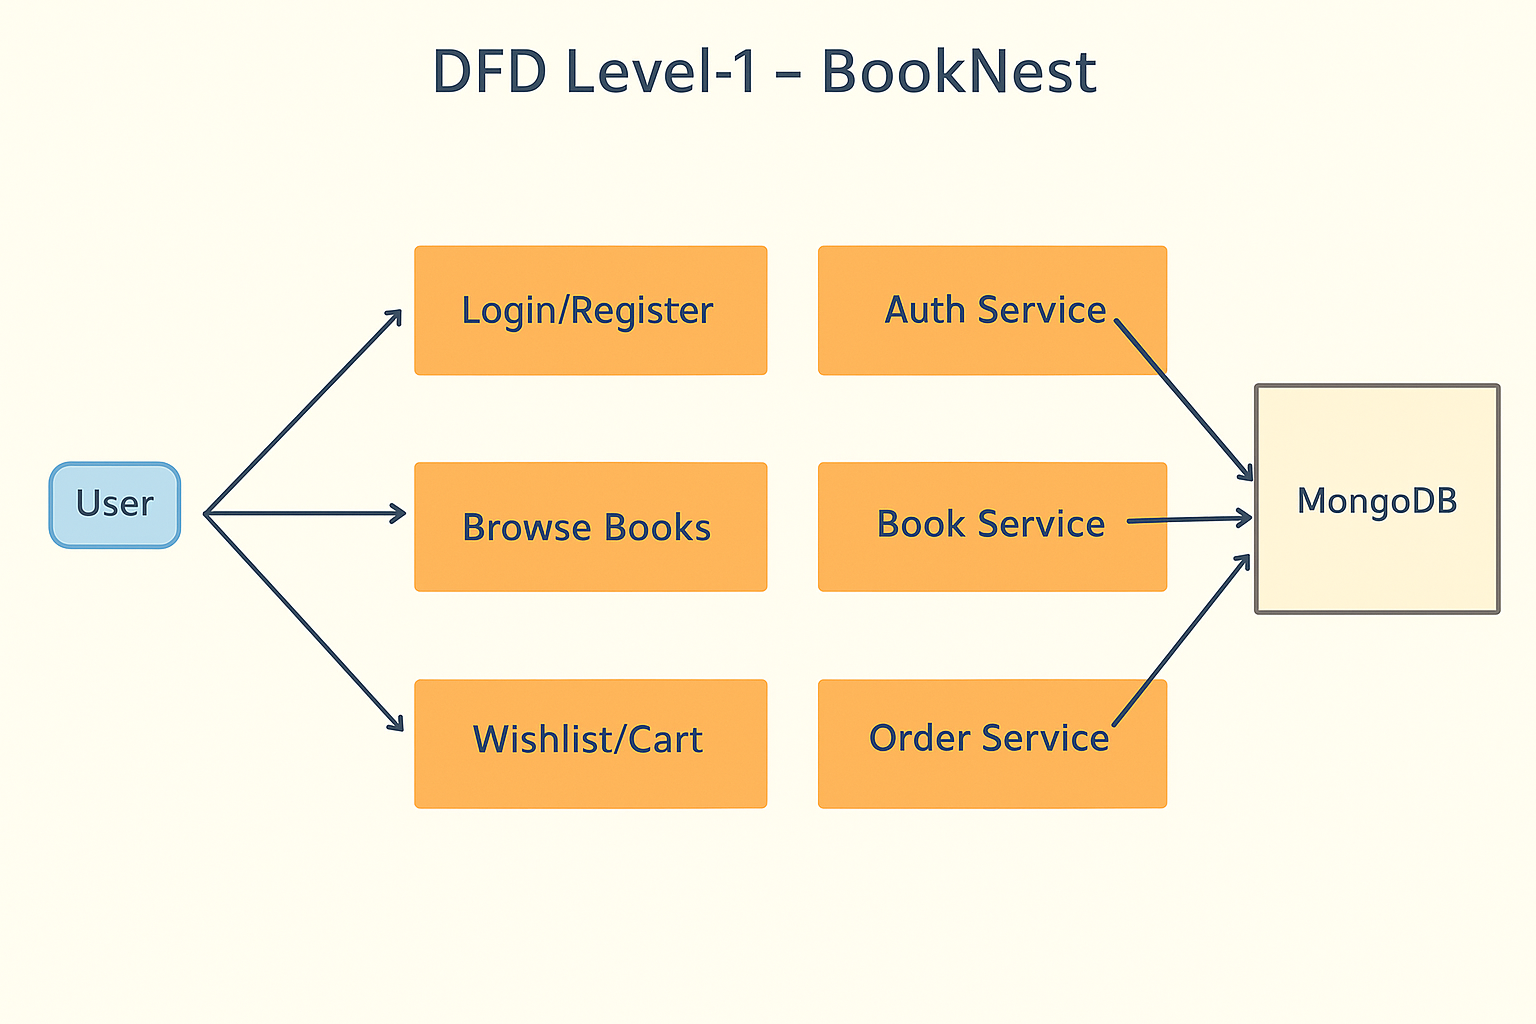 DFD Level-1 – BookNest
Login/Register
Auth Service
User
Browse Books
Book Service
MongoDB
Wishlist/Cart
Order Service